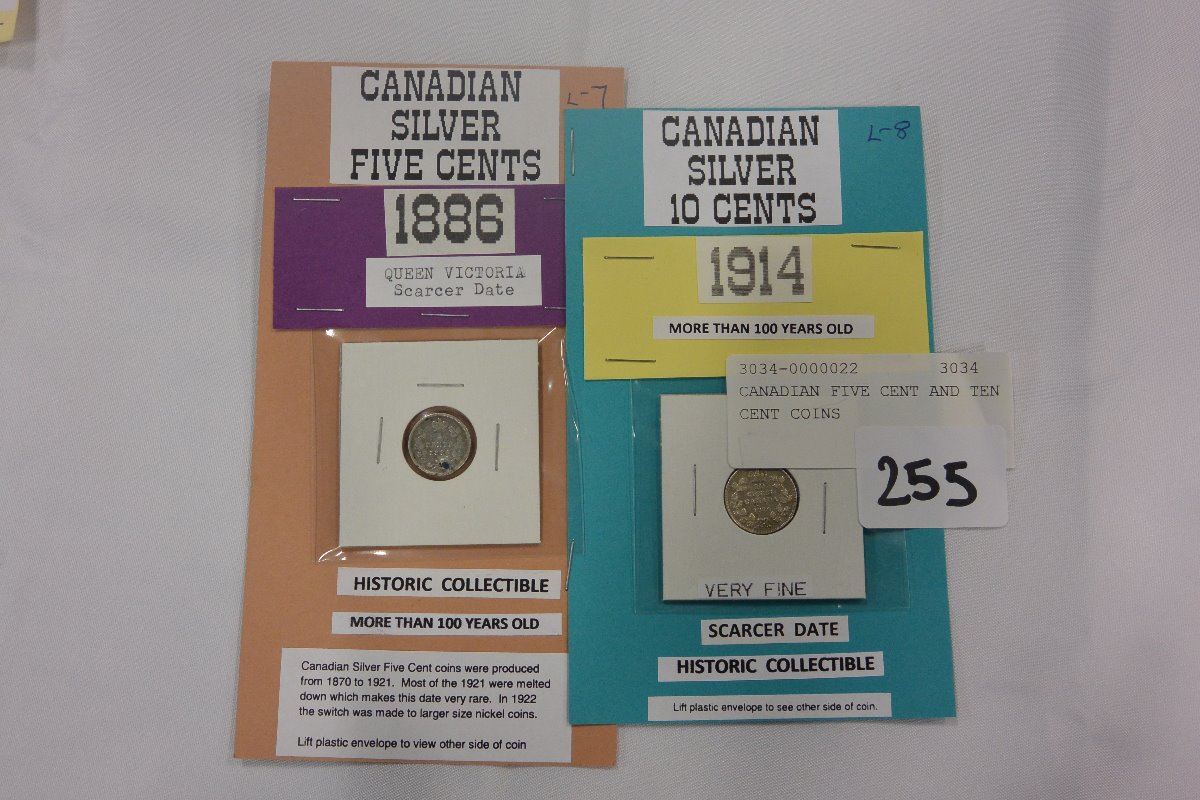 CANADIAN
SILVER
FIVE CENTS
L-7
1886
QUEEN VICTORIA
Scarcer Date
HISTORIC COLLECTIBLE
MORE THAN 100 YEARS OLD
Canadian Silver Five Cent coins were produced
from 1870 to 1921. Most of the 1921 were melted
down which makes this date very rare. In 1922
the switch was made to larger size nickel coins.
Lift plastic envelope to view other side of coin
CANADIAN
SILVER
10 CENTS
L-8
1914
MORE THAN 100 YEARS OLD
3034-0000022 3034
CANADIAN FIVE CENT AND TEN
CENT COINS
255
VERY FINE
SCARCER DATE
HISTORIC COLLECTIBLE
Lift plastic envelope to see other side of coin.